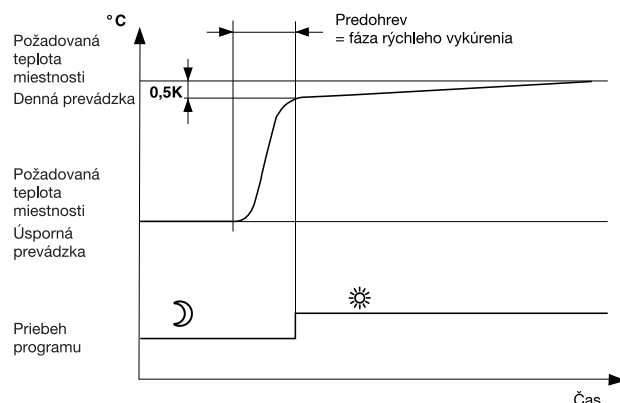 °C
Predohrev
= fáza rýchleho vykúrenia
Požadovaná
teplota
miestnosti
Denná prevádzka
0,5K
Požadovaná
teplota
miestnosti
Úsporná
prevádzka
Priebeh
programu
Čas